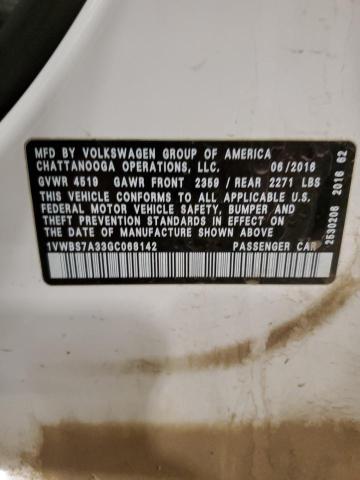 MFD BY VOLKSWAGEN GROUP OF AMERICA
CHATTANOOGA OPERATIONS, LLC. 06/2016
GVWR 4519 GAWR FRONT 2359 / REAR 2271 LBS
THIS VEHICLE CONFORMS TO ALL APPLICABLE U.S.
FEDERAL MOTOR VEHICLE SAFETY, BUMPER, AND
THEFT PREVENTION STANDARDS IN EFFECT ON THE
DATE OF MANUFACTURE SHOWN ABOVE
1VWBS7A33GC068142 PASSENGER CAR
2530208 2016 62